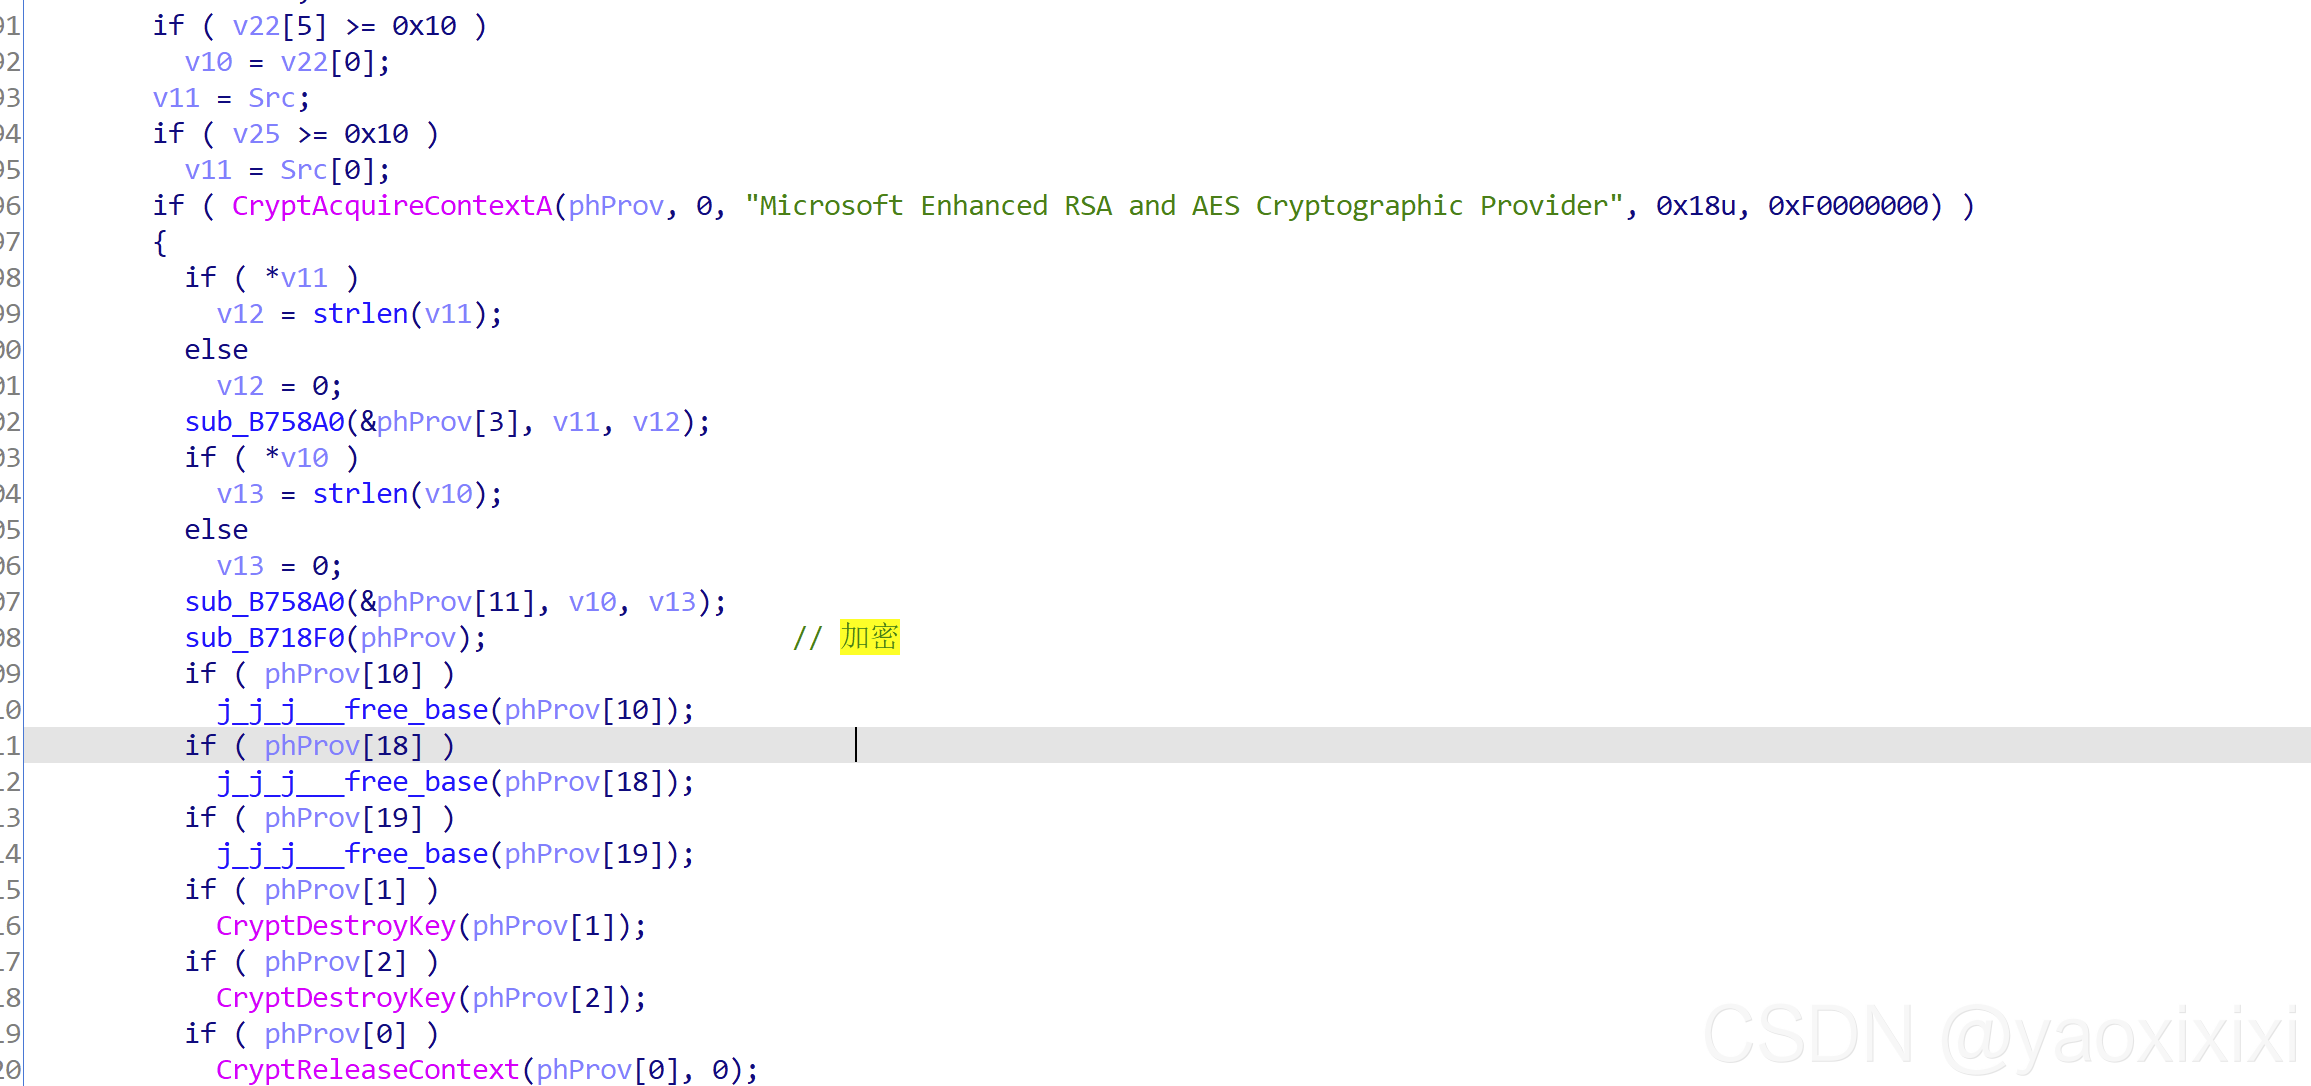 91 if ( v22[5] >= 0x10 )
92 v10 = v22[0];
93 v11 = Src;
94 if ( v25 >= 0x10 )
95 v11 = Src[0];
96 if ( CryptAcquireContextA(phProv, 0, "Microsoft Enhanced RSA and AES Cryptographic Provider", 0x18u, 0xF0000000) )
97 {
98 if ( *v11 )
99 v12 = strlen(v11);
00 else
01 v12 = 0;
02 sub_B758A0(&phProv[3], v11, v12);
03 if ( *v10 )
04 v13 = strlen(v10);
05 else
06 v13 = 0;
07 sub_B758A0(&phProv[11], v10, v13);
08 sub_B718F0(phProv); // 加密
09 if ( phProv[10] )
10 j_j_j___free_base(phProv[10]);
11 if ( phProv[18] )
12 j_j_j___free_base(phProv[18]);
13 if ( phProv[19] )
14 j_j_j___free_base(phProv[19]);
15 if ( phProv[1] )
16 CryptDestroyKey(phProv[1]);
17 if ( phProv[2] )
18 CryptDestroyKey(phProv[2]);
19 if ( phProv[0] )
20 CryptReleaseContext(phProv[0], 0);
CSDN @yaoxixixi